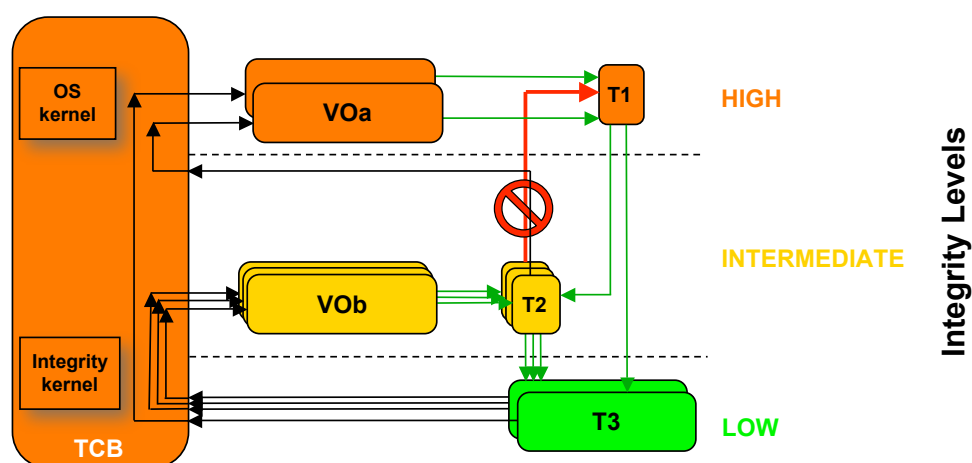 OS
kernel
VOa
T1
HIGH
Integrity Levels
INTERMEDIATE
VOb
T2
Integrity
kernel
T3
LOW
TCB